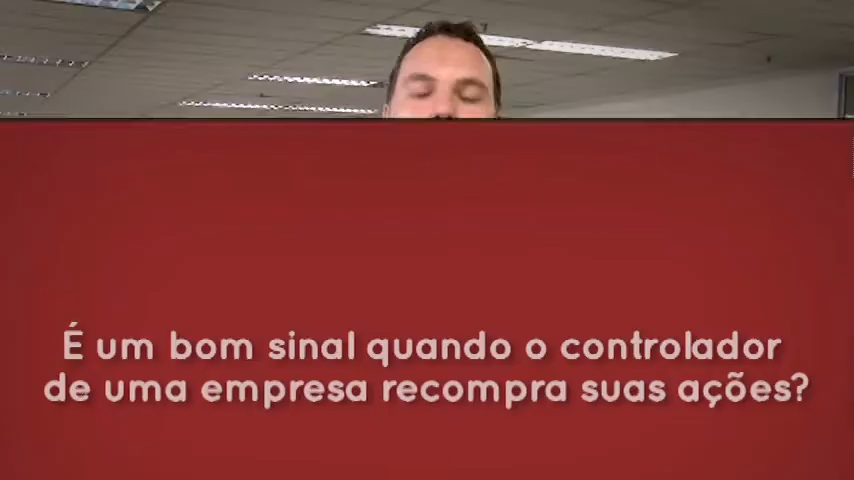 É um bom sinal quando o controlador
de uma empresa recompra suas ações?